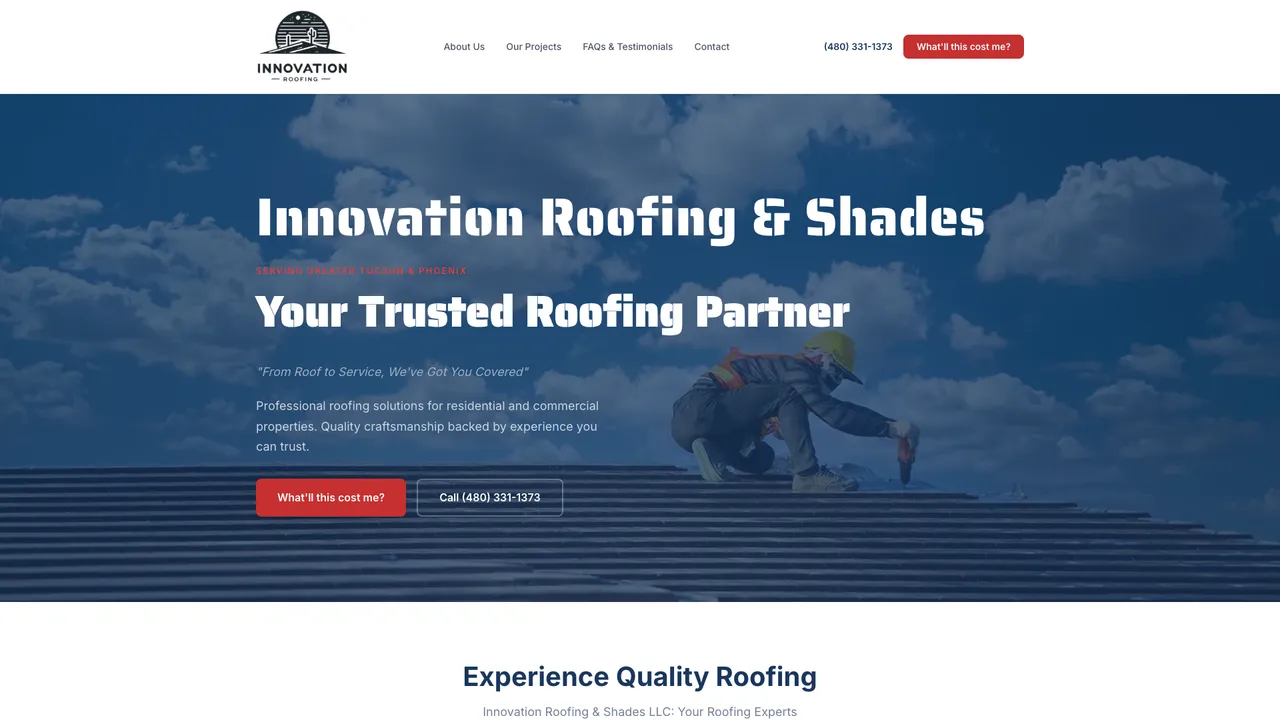 INNOVATION
ROOFING
About Us
Our Projects
FAQs & Testimonials
Contact
(480) 331-1373
What'll this cost me?
Innovation Roofing & Shades
SERVING GREATER TUCSON & PHOENIX
Your Trusted Roofing Partner
"From Roof to Service, We've Got You Covered"
Professional roofing solutions for residential and commercial
properties. Quality craftsmanship backed by experience you
can trust.
What'll this cost me?
Call (480) 331-1373
Experience Quality Roofing
Innovation Roofing & Shades LLC: Your Roofing Experts